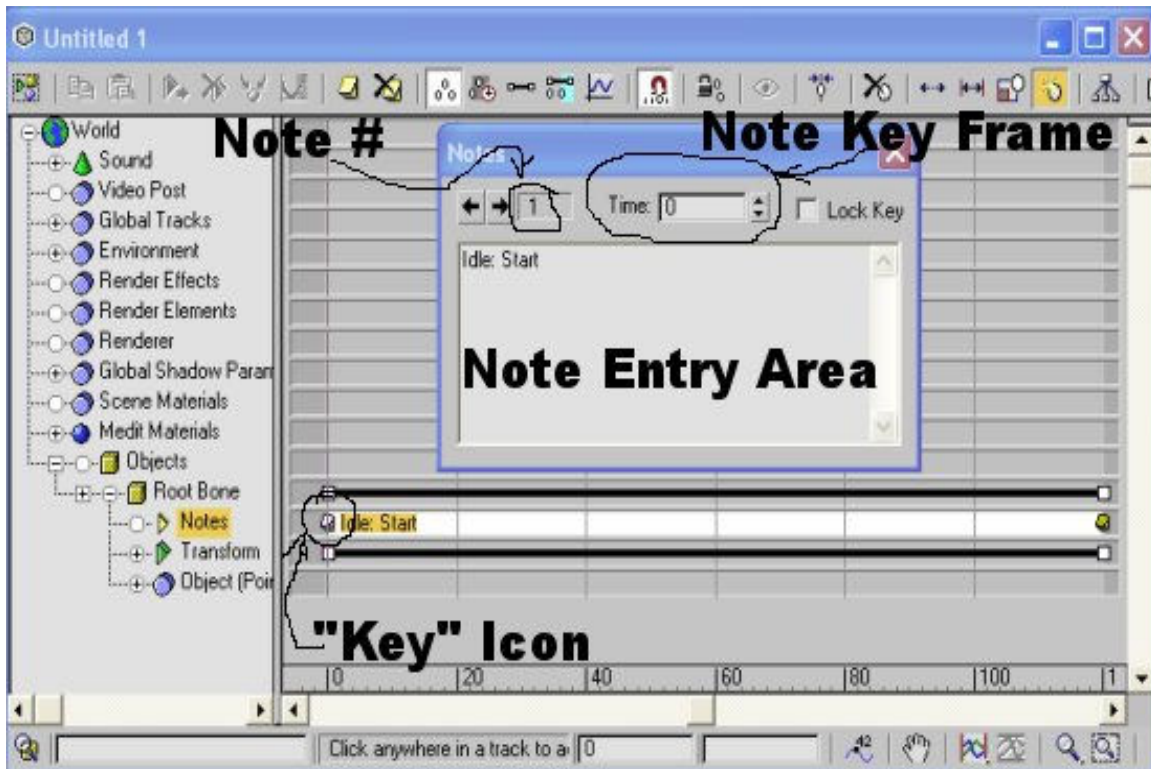 Untitled 1
World
Note #
Notes
Note Key Frame
Sound
Video Post
1
Time: 0
Lock Key
Global Tracks
Environment
Idle: Start
Render Effects
Render Elements
Renderer
Global Shadow Param
Note Entry Area
Scene Materials
Medit Materials
Objects
Root Bone
Notes
Idle: Start
Transform
Object (Poin
"Key" Icon
0 20 40 60 80 100 1
Click anywhere in a track to a
0
42